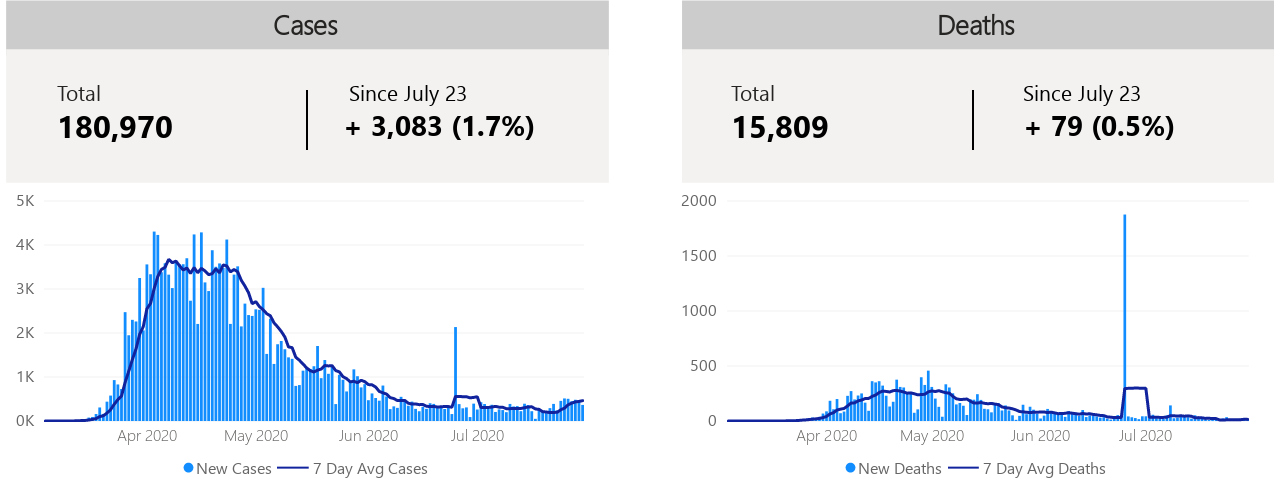 Cases
Total
Since July 23
180,970
+ 3,083 (1.7%)
5K
4K
3K
2K
1K
0K
Apr 2020
May 2020
Jun 2020
Jul 2020
New Cases
7 Day Avg Cases
Deaths
Total
Since July 23
15,809
+ 79 (0.5%)
2000
1500
1000
500
0
Apr 2020
May 2020
Jun 2020
Jul 2020
New Deaths
7 Day Avg Deaths